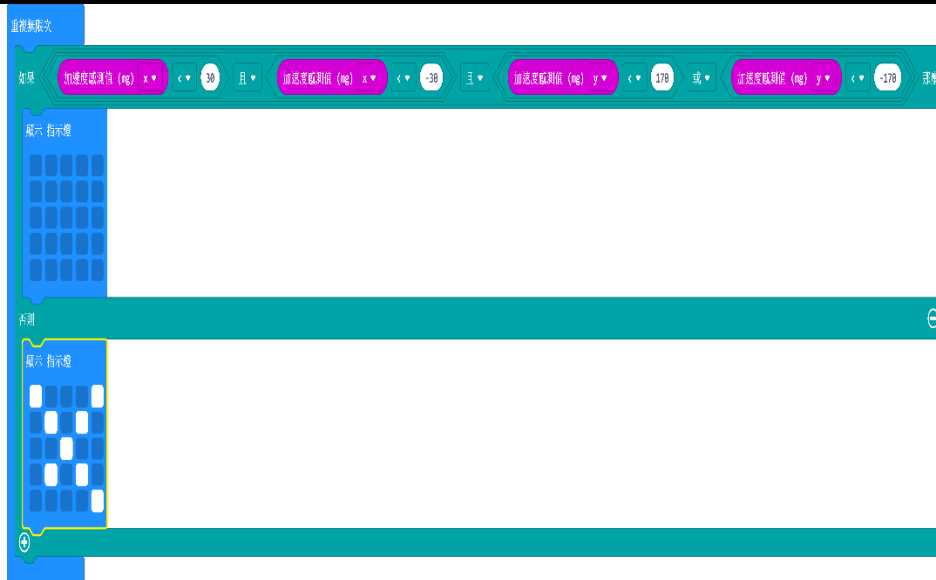 重複無限次
如果 加速度感測值 (mg) x < 30 且 加速度感測值 (mg) x < -30 且 加速度感測值 (mg) y < 170 或 加速度感測值 (mg) y < -170 那麼
顯示 指示燈
否則
顯示 指示燈